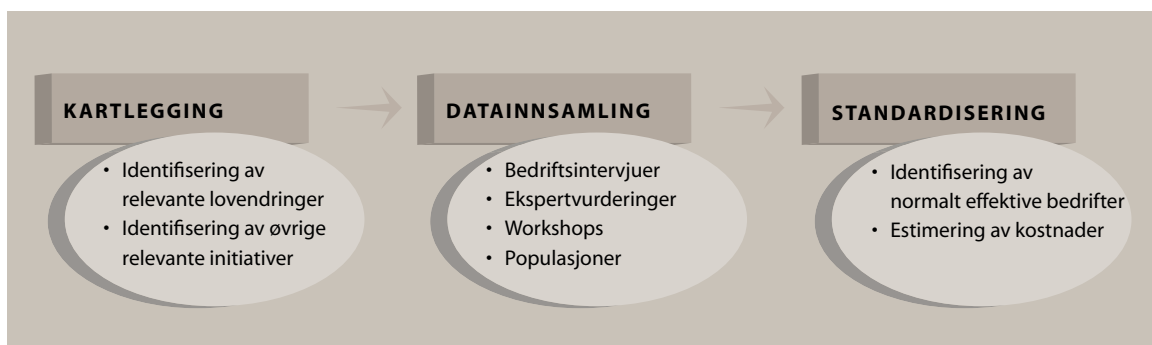 KARTLEGGING
• Identifisering av
relevante lovendringer
• Identifisering av øvrige
relevante initiativer
DATAINNSAMLING
• Bedriftsintervjuer
• Ekspertvurderinger
• Workshops
• Populasjoner
STANDARDISERING
• Identifisering av
normalt effektive bedrifter
• Estimering av kostnader